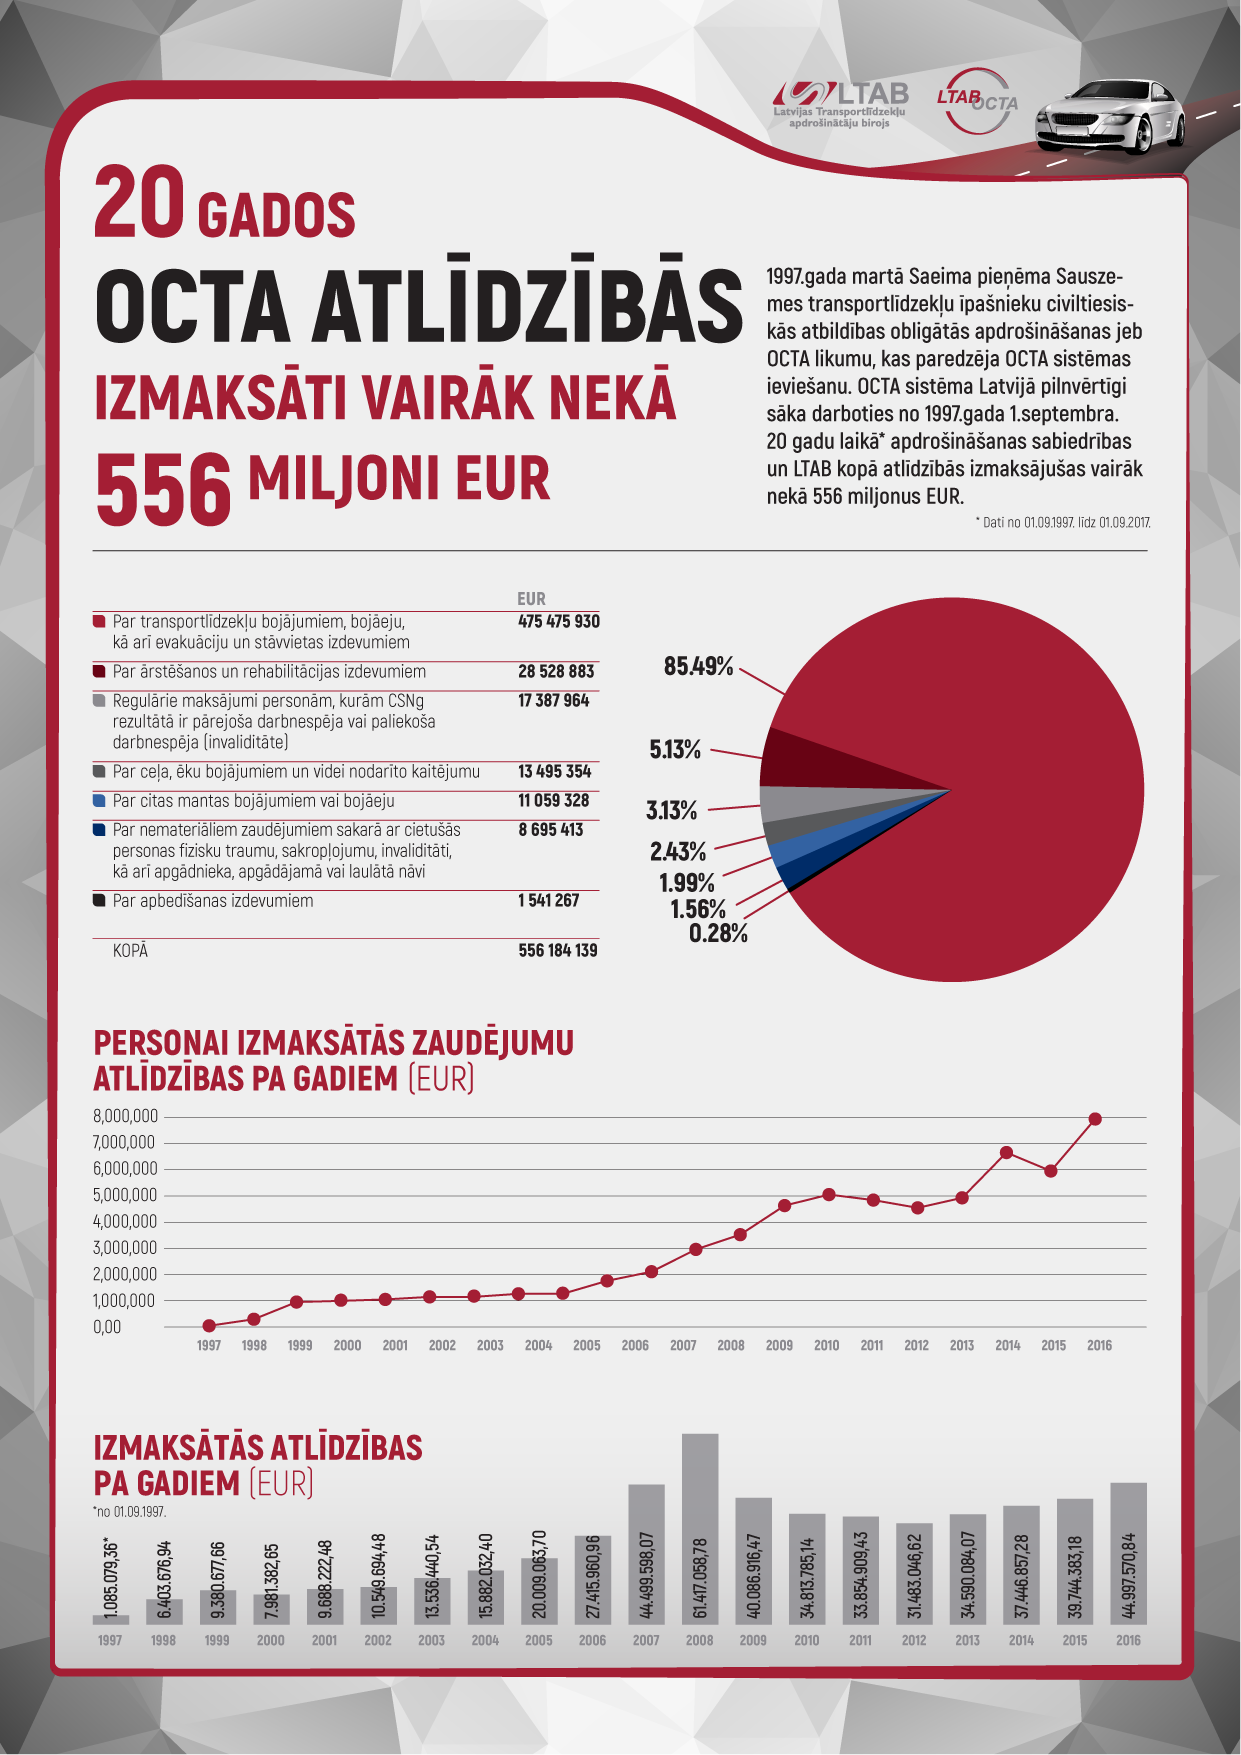 LTAB
Latvijas Transportlīdzekļu
apdrošinātāju birojs
LTAB
OCTA
20 GADOS
OCTA ATLĪDZĪBĀS
IZMAKSĀTI VAIRĀK NEKĀ
556 MILJONI EUR
1997.gada martā Saeima pieņēma Sausze-
mes transportlīdzekļu īpašnieku civiltiesis-
kās atbildības obligātās apdrošināšanas jeb
OCTA likumu, kas paredzēja OCTA sistēmas
ieviešanu. OCTA sistēma Latvijā pilnvērtīgi
sāka darboties no 1997.gada 1.septembra.
20 gadu laikā* apdrošināšanas sabiedrības
un LTAB kopā atlīdzībās izmaksājušas vairāk
nekā 556 miljonus EUR.
* Dati no 01.09.1997. līdz 01.09.2017.
EUR
Par transportlīdzekļu bojājumiem, bojāeju, 475 475 930
kā arī evakuāciju un stāvvietas izdevumiem
Par ārstēšanos un rehabilitācijas izdevumiem 28 528 883
Regulārie maksājumi personām, kurām CSNg 17 387 964
rezultātā ir pārejoša darbnespēja vai paliekoša
darbnespēja (invaliditāte)
Par ceļa, ēku bojājumiem un videi nodarīto kaitējumu 13 495 354
Par citas mantas bojājumiem vai bojāeju 11 059 328
Par nemateriāliem zaudējumiem sakarā ar cietušās 8 695 413
personas fizisku traumu, sakropļojumu, invaliditāti,
kā arī apgādnieka, apgādājamā vai laulātā nāvi
Par apbedīšanas izdevumiem 1 541 267
KOPĀ 556 184 139
85.49%
5.13%
3.13%
2.43%
1.99%
1.56%
0.28%
PERSONAI IZMAKSĀTĀS ZAUDĒJUMU
ATLĪDZĪBAS PA GADIEM (EUR)
8,000,000
7,000,000
6,000,000
5,000,000
4,000,000
3,000,000
2,000,000
1,000,000
0,00
1997 1998 1999 2000 2001 2002 2003 2004 2005 2006 2007 2008 2009 2010 2011 2012 2013 2014 2015 2016
IZMAKSĀTĀS ATLĪDZĪBAS
PA GADIEM (EUR)
*no 01.09.1997.
1.085.079,36* 6.403.676,94 9.380.677,66 7.981.382,65 9.688.222,48 10.549.694,48 13.536.440,54 15.882.032,40 20.009.063,70 27.415.960,96 44.499.598,07 61.417.058,78 40.086.916,47 34.813.785,14 33.854.909,43 31.483.046,62 34.590.084,07 37.446.857,28 39.744.383,18 44.997.570,84
1997 1998 1999 2000 2001 2002 2003 2004 2005 2006 2007 2008 2009 2010 2011 2012 2013 2014 2015 2016